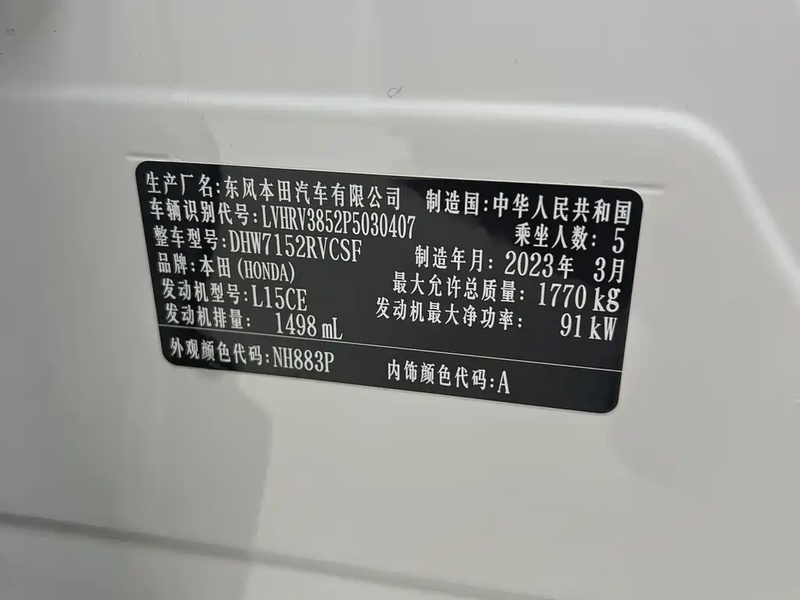 生产厂名:东风本田汽车有限公司 制造国:中华人民共和国
车辆识别代号:LVHRV3852P5030407 乘坐人数: 5
整车型号:DHW7152RVCSF 制造年月: 2023年 3月
品牌:本田(HONDA) 最大允许总质量: 1770 kg
发动机型号:L15CE 发动机最大净功率: 91 kW
发动机排量: 1498 mL
外观颜色代码:NH883P 内饰颜色代码:A